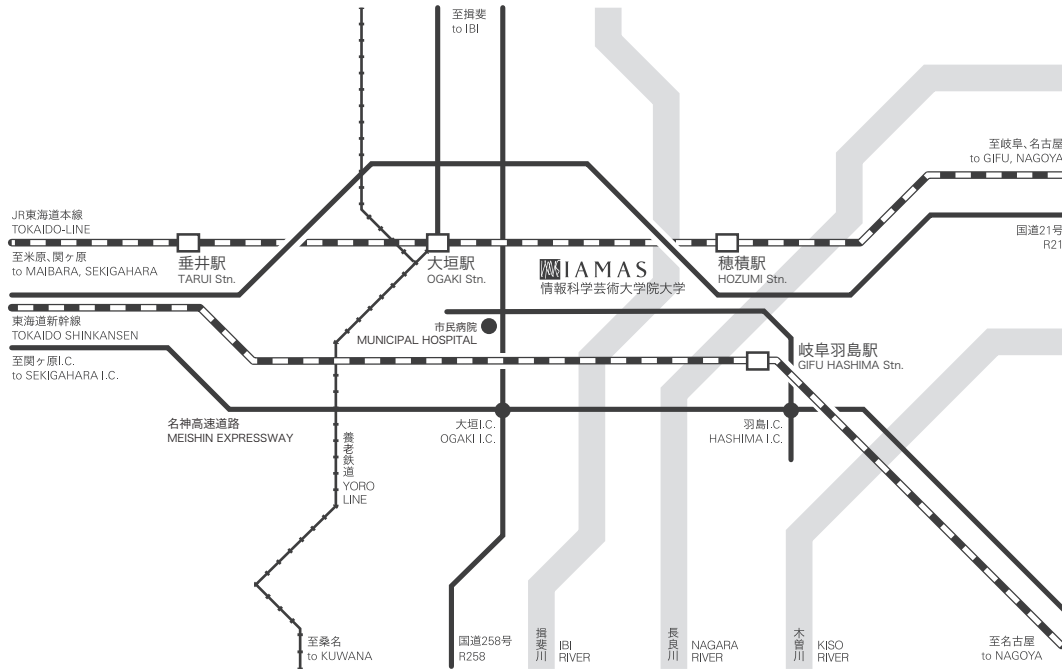 至揖斐
to IBI
至岐阜、名古屋
to GIFU, NAGOYA
JR東海道本線
TOKAIDO-LINE
至米原、関ヶ原
to MAIBARA, SEKIGAHARA
垂井駅
TARUI Stn.
大垣駅
OGAKI Stn.
IAMAS
情報科学芸術大学院大学
穂積駅
HOZUMI Stn.
国道21号
R21
東海道新幹線
TOKAIDO SHINKANSEN
市民病院
MUNICIPAL HOSPITAL
至関ヶ原I.C.
to SEKIGAHARA I.C.
岐阜羽島駅
GIFU HASHIMA Stn.
名神高速道路
MEISHIN EXPRESSWAY
大垣I.C.
OGAKI I.C.
羽島I.C.
HASHIMA I.C.
養老鉄道
YORO
LINE
至桑名
to KUWANA
国道258号
R258
揖斐川
IBI
RIVER
長良川
NAGARA
RIVER
木曽川
KISO
RIVER
至名古屋
to NAGOYA